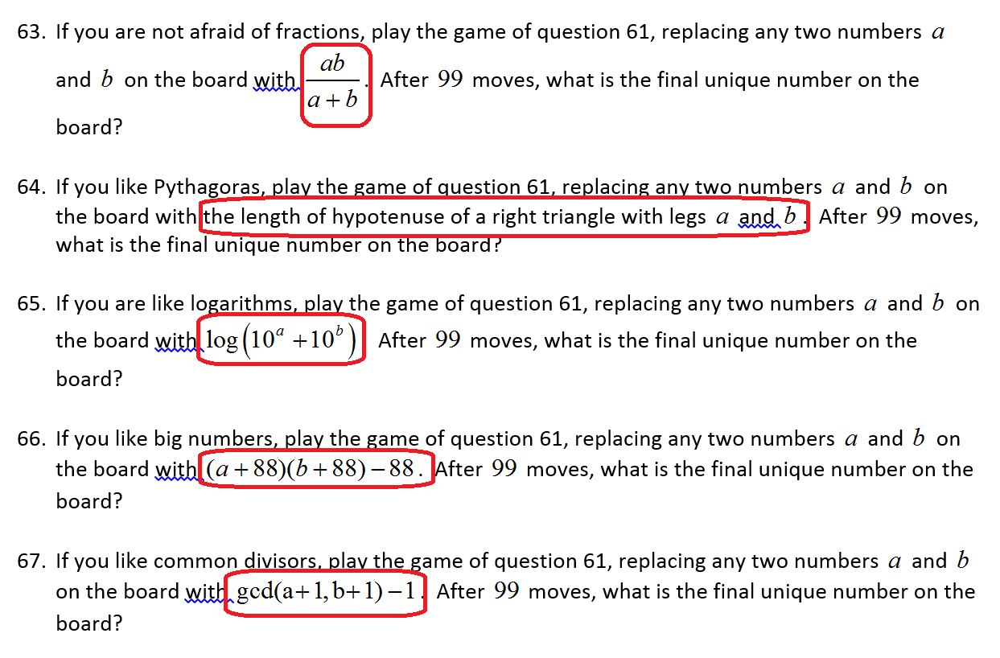 63. If you are not afraid of fractions, play the game of question 61, replacing any two numbers a
and b on the board with ab/(a + b). After 99 moves, what is the final unique number on the
board?
64. If you like Pythagoras, play the game of question 61, replacing any two numbers a and b on
the board with the length of hypotenuse of a right triangle with legs a and b. After 99 moves,
what is the final unique number on the board?
65. If you are like logarithms, play the game of question 61, replacing any two numbers a and b on
the board with log(10^a + 10^b) After 99 moves, what is the final unique number on the
board?
66. If you like big numbers, play the game of question 61, replacing any two numbers a and b on
the board with (a + 88)(b + 88) – 88. After 99 moves, what is the final unique number on the
board?
67. If you like common divisors, play the game of question 61, replacing any two numbers a and b
on the board with gcd(a+1, b+1) – 1. After 99 moves, what is the final unique number on the
board?